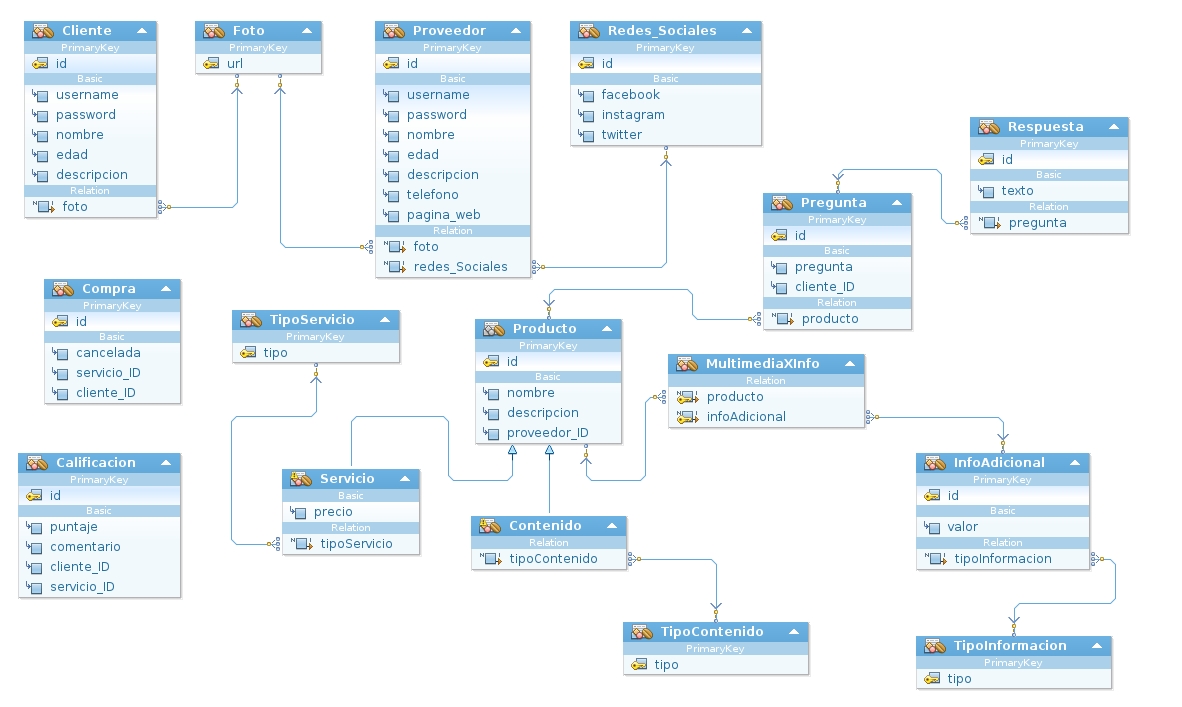 Cliente
PrimaryKey
id
Basic
username
password
nombre
edad
descripcion
Relation
foto
Foto
PrimaryKey
url
Proveedor
PrimaryKey
id
Basic
username
password
nombre
edad
descripcion
telefono
pagina_web
Relation
foto
redes_Sociales
Redes_Sociales
PrimaryKey
id
Basic
facebook
instagram
twitter
Respuesta
PrimaryKey
id
Basic
texto
Relation
pregunta
Pregunta
PrimaryKey
id
Basic
pregunta
cliente_ID
Relation
producto
Compra
PrimaryKey
id
Basic
cancelada
servicio_ID
cliente_ID
TipoServicio
PrimaryKey
tipo
Producto
PrimaryKey
id
Basic
nombre
descripcion
proveedor_ID
MultimediaXInfo
Relation
producto
infoAdicional
Calificacion
PrimaryKey
id
Basic
puntaje
comentario
cliente_ID
servicio_ID
Servicio
Basic
precio
Relation
tipoServicio
Contenido
Relation
tipoContenido
InfoAdicional
PrimaryKey
id
Basic
valor
Relation
tipoInformacion
TipoContenido
PrimaryKey
tipo
TipoInformacion
PrimaryKey
tipo